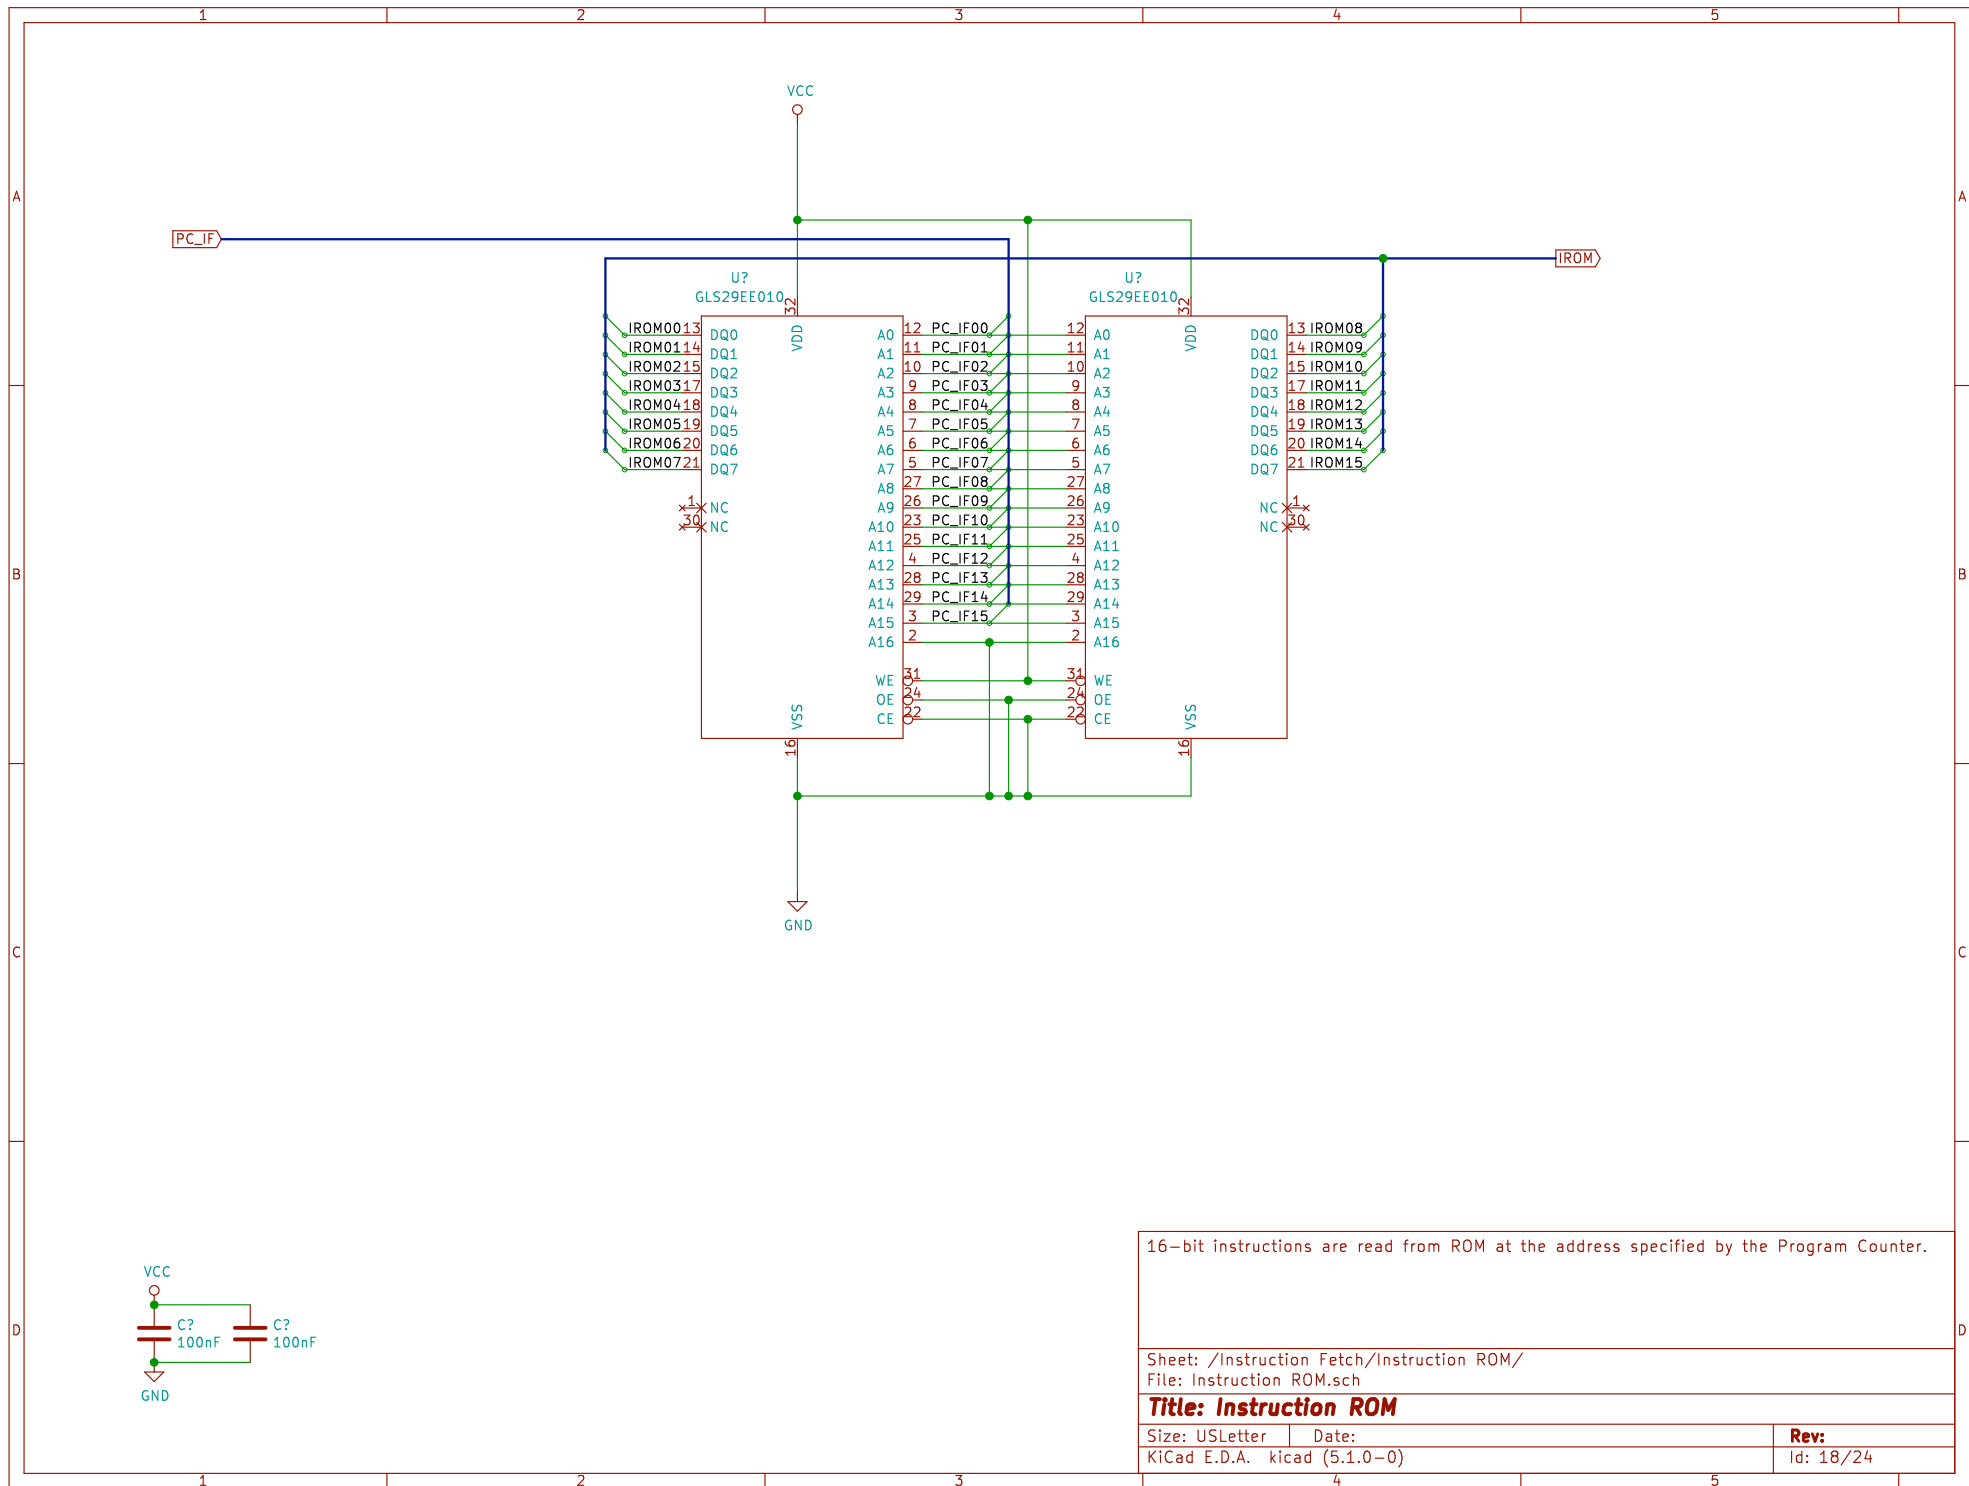 1 2 3 4 5
VCC
A A
PC_IF
IROM
U? U?
GLS29EE010 GLS29EE010
32 32
VDD VDD
IROM00 13 DQ0 A0 12 PC_IF00 12 A0 DQ0 13 IROM08
IROM01 14 DQ1 A1 11 PC_IF01 11 A1 DQ1 14 IROM09
IROM02 15 DQ2 A2 10 PC_IF02 10 A2 DQ2 15 IROM10
IROM03 17 DQ3 A3 9 PC_IF03 9 A3 DQ3 17 IROM11
IROM04 18 DQ4 A4 8 PC_IF04 8 A4 DQ4 18 IROM12
IROM05 19 DQ5 A5 7 PC_IF05 7 A5 DQ5 19 IROM13
IROM06 20 DQ6 A6 6 PC_IF06 6 A6 DQ6 20 IROM14
IROM07 21 DQ7 A7 5 PC_IF07 5 A7 DQ7 21 IROM15
A8 27 PC_IF08 27 A8
1 NC A9 26 PC_IF09 26 A9 NC 1
30 NC A10 23 PC_IF10 23 A10 NC 30
A11 25 PC_IF11 25 A11
A12 4 PC_IF12 4 A12
B B
A13 28 PC_IF13 28 A13
A14 29 PC_IF14 29 A14
A15 3 PC_IF15 3 A15
A16 2 2 A16
WE 31 31 WE
OE 24 24 OE
CE 22 22 CE
VSS VSS
16 16
GND
C C
16-bit instructions are read from ROM at the address specified by the Program Counter.
VCC
C? C?
100nF 100nF
D D
GND
Sheet: /Instruction Fetch/Instruction ROM/
File: Instruction ROM.sch
Title: Instruction ROM
Size: USLetter Date: Rev:
KiCad E.D.A. kicad (5.1.0-0) Id: 18/24
1 2 3 4 5